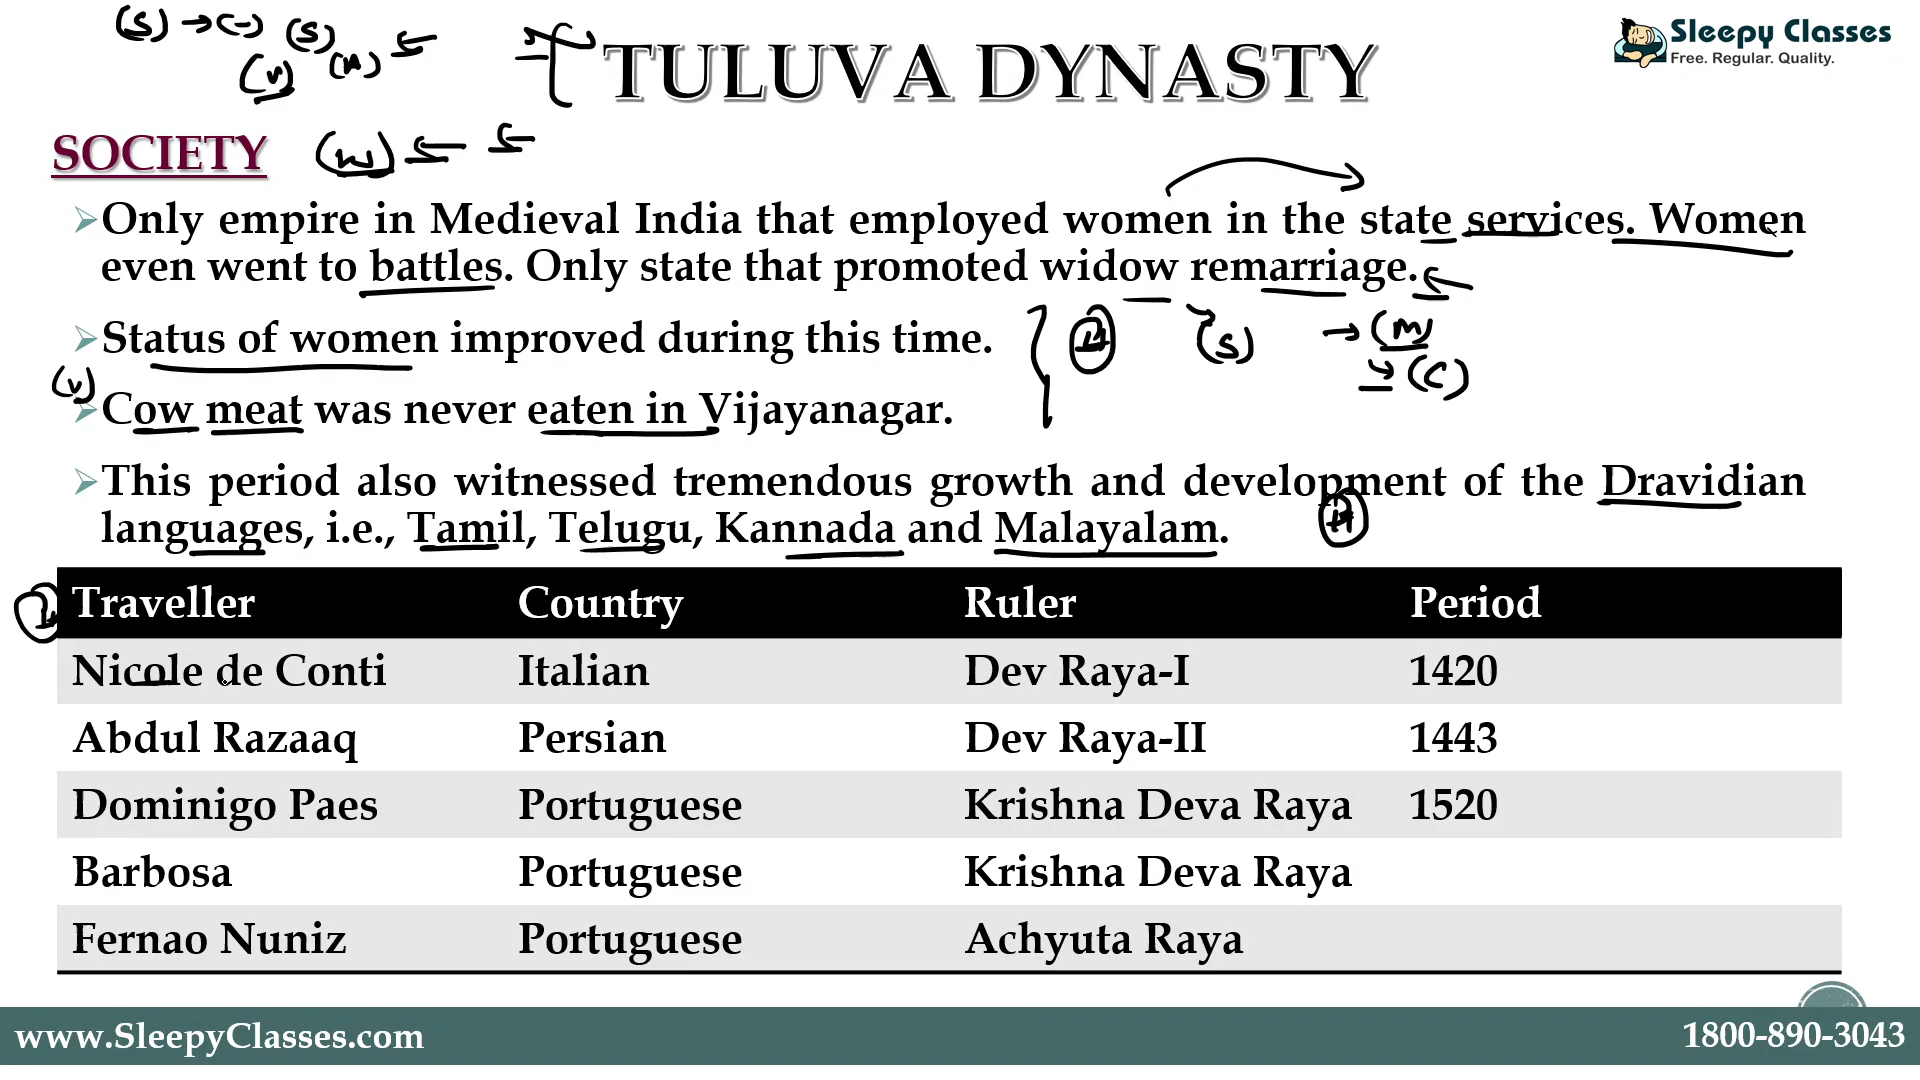 (S) → (-) (S)
(V) (M)
TULUVA DYNASTY
Sleepy Classes
Free. Regular. Quality.
SOCIETY
Only empire in Medieval India that employed women in the state services. Women
even went to battles. Only state that promoted widow remarriage.
(S) → (M)
Status of women improved during this time.
(C)
(V)
Cow meat was never eaten in Vijayanagar.
This period also witnessed tremendous growth and development of the Dravidian
languages, i.e., Tamil, Telugu, Kannada and Malayalam.
Traveller Country Ruler Period
Nicole de Conti Italian Dev Raya-I 1420
Abdul Razaaq Persian Dev Raya-II 1443
Dominigo Paes Portuguese Krishna Deva Raya 1520
Barbosa Portuguese Krishna Deva Raya
Fernao Nuniz Portuguese Achyuta Raya
www.SleepyClasses.com 1800-890-3043